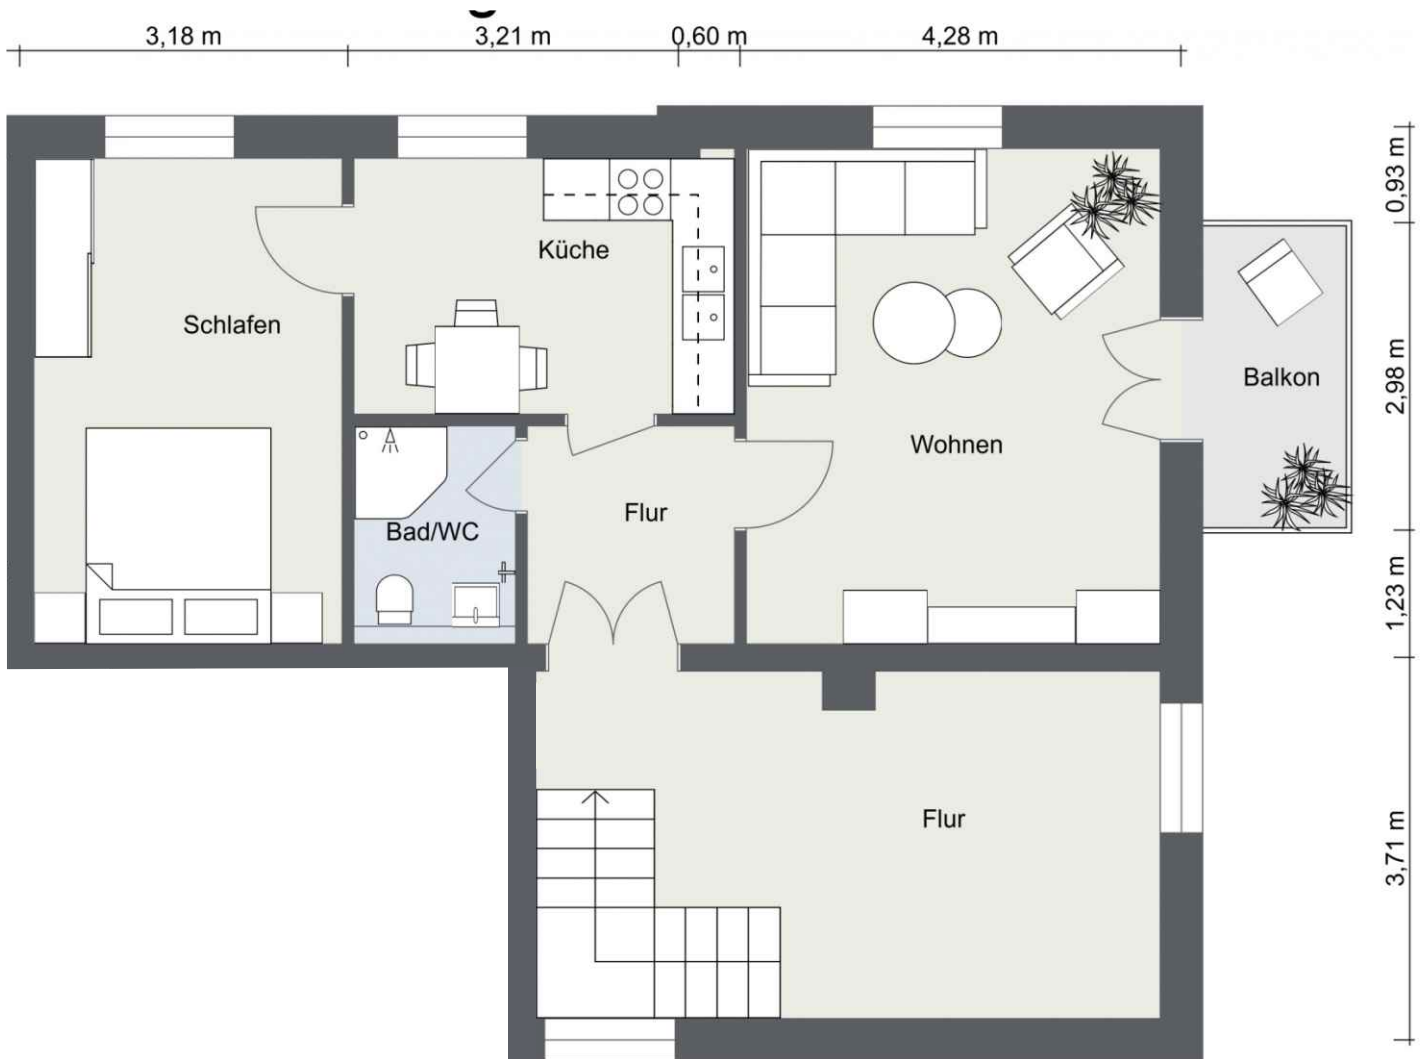 3,18 m
3,21 m
0,60 m
4,28 m
0,93 m
Küche
Schlafen
Balkon
2,98 m
Wohnen
Flur
Bad/WC
1,23 m
Flur
3,71 m